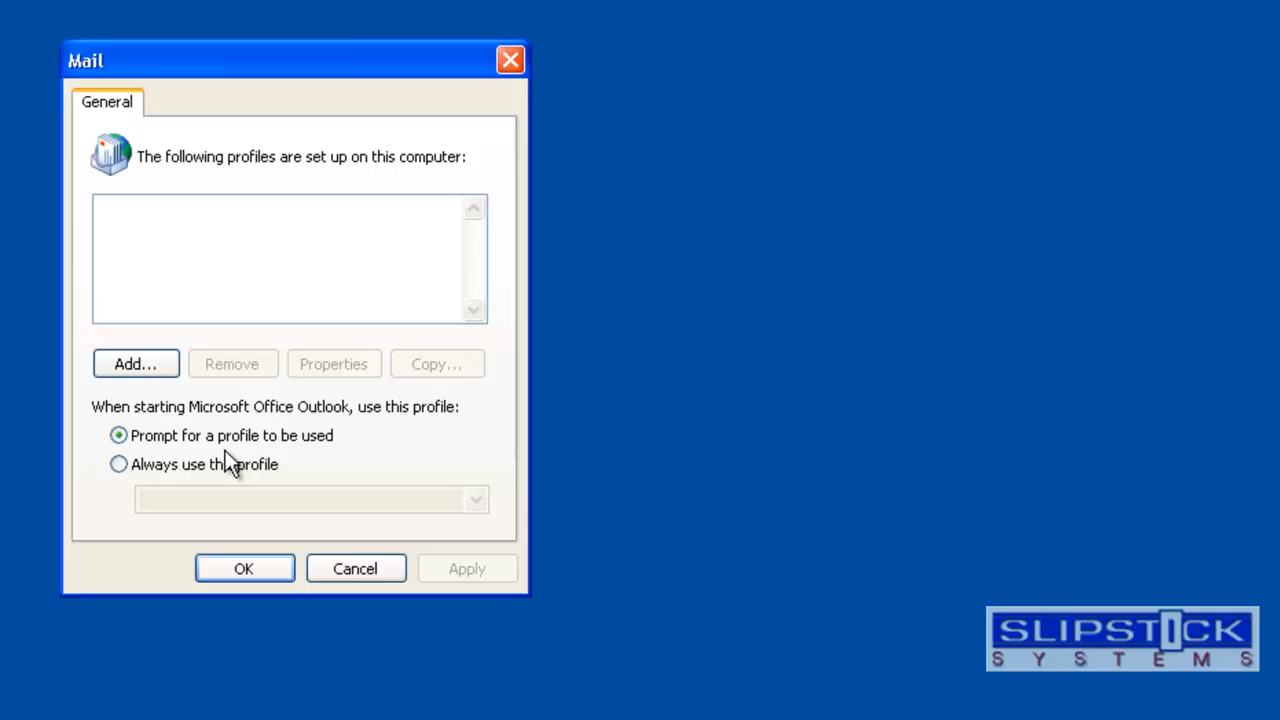 Mail
General
The following profiles are set up on this computer:
Add...
Remove
Properties
Copy...
When starting Microsoft Office Outlook, use this profile:
Prompt for a profile to be used
Always use profile
OK
Cancel
Apply
SLIPSTICK
SYSTEMS